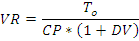 VR = T_o / (CP * (1 + DV))